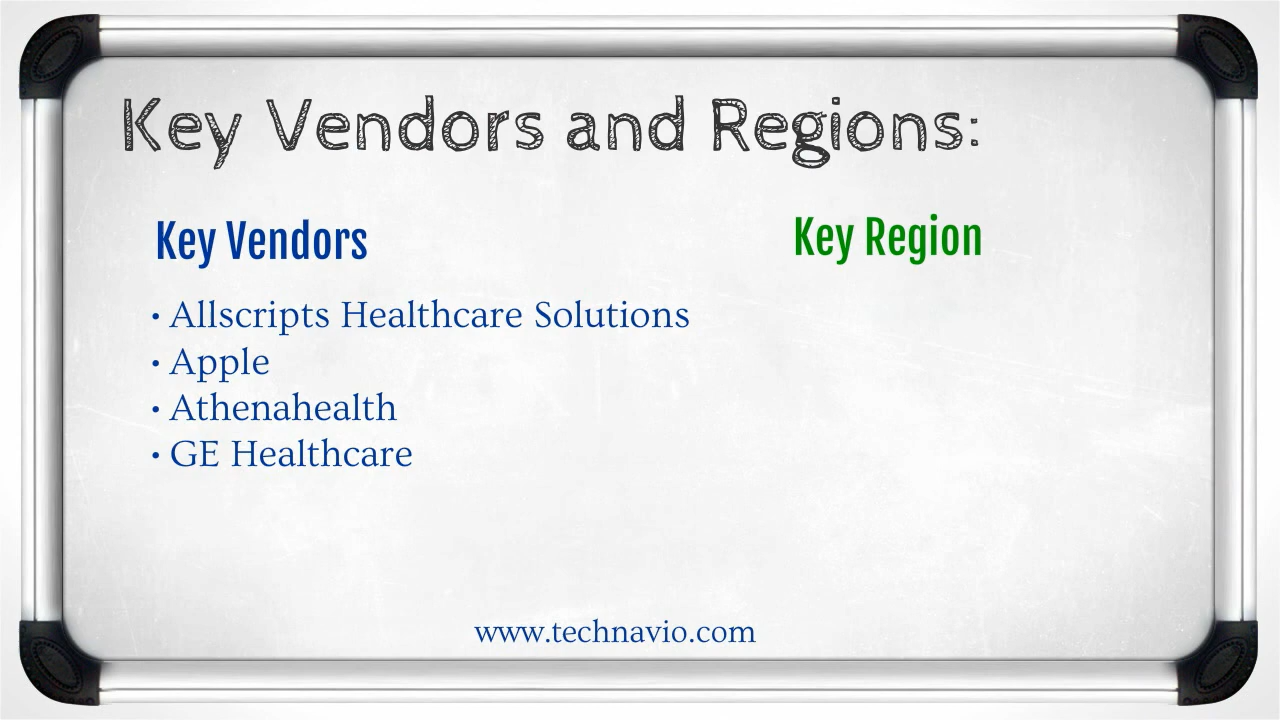 Key Vendors and Regions:
Key Vendors
• Allscripts Healthcare Solutions
• Apple
• Athenahealth
• GE Healthcare
Key Region
www.technavio.com